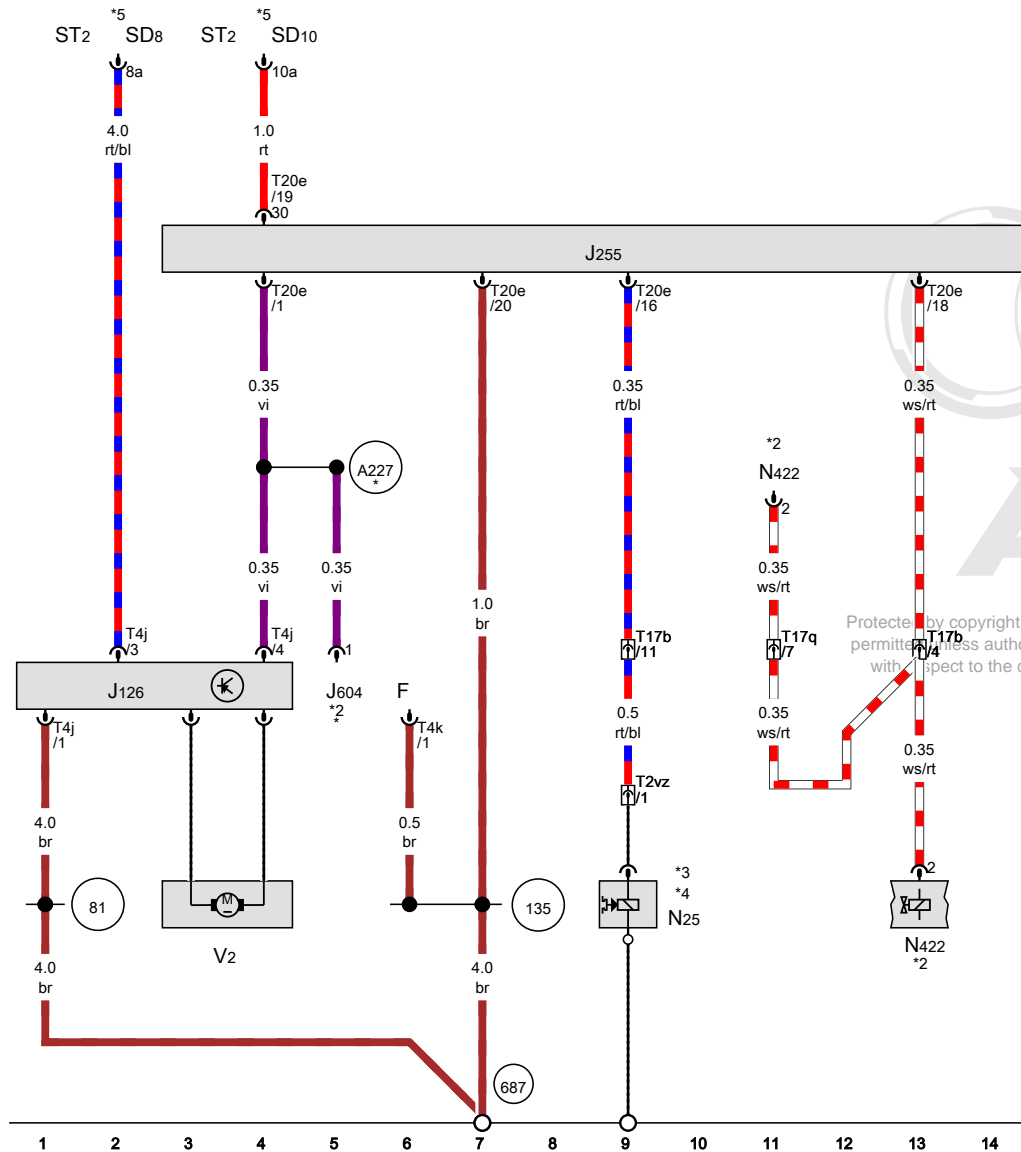 *5 *5
ST2 SD8 ST2 SD10
8a 10a
4.0 1.0
rt/bl rt
T20e
/19
30
J255
T20e T20e T20e T20e
/1 /20 /16 /18
0.35 0.35 0.35
vi rt/bl ws/rt
*2
A227 N422
*
2
0.35 0.35 0.35
vi vi ws/rt
1.0
br
Protected by copyright
T4j T4j T17b T17q T17b
/3 /4 1 /11 /7 /4
J126 J604 F
*2
*
T4j T4k
/1 /1
0.5 0.35 0.35
rt/bl ws/rt ws/rt
T2vz
/1
4.0 0.5
br br
M
*3
*4
2
81 135 N25
V2 N422
*2
4.0 4.0
br br
687
1 2 3 4 5 6 7 8 9 10 11 12 13 14